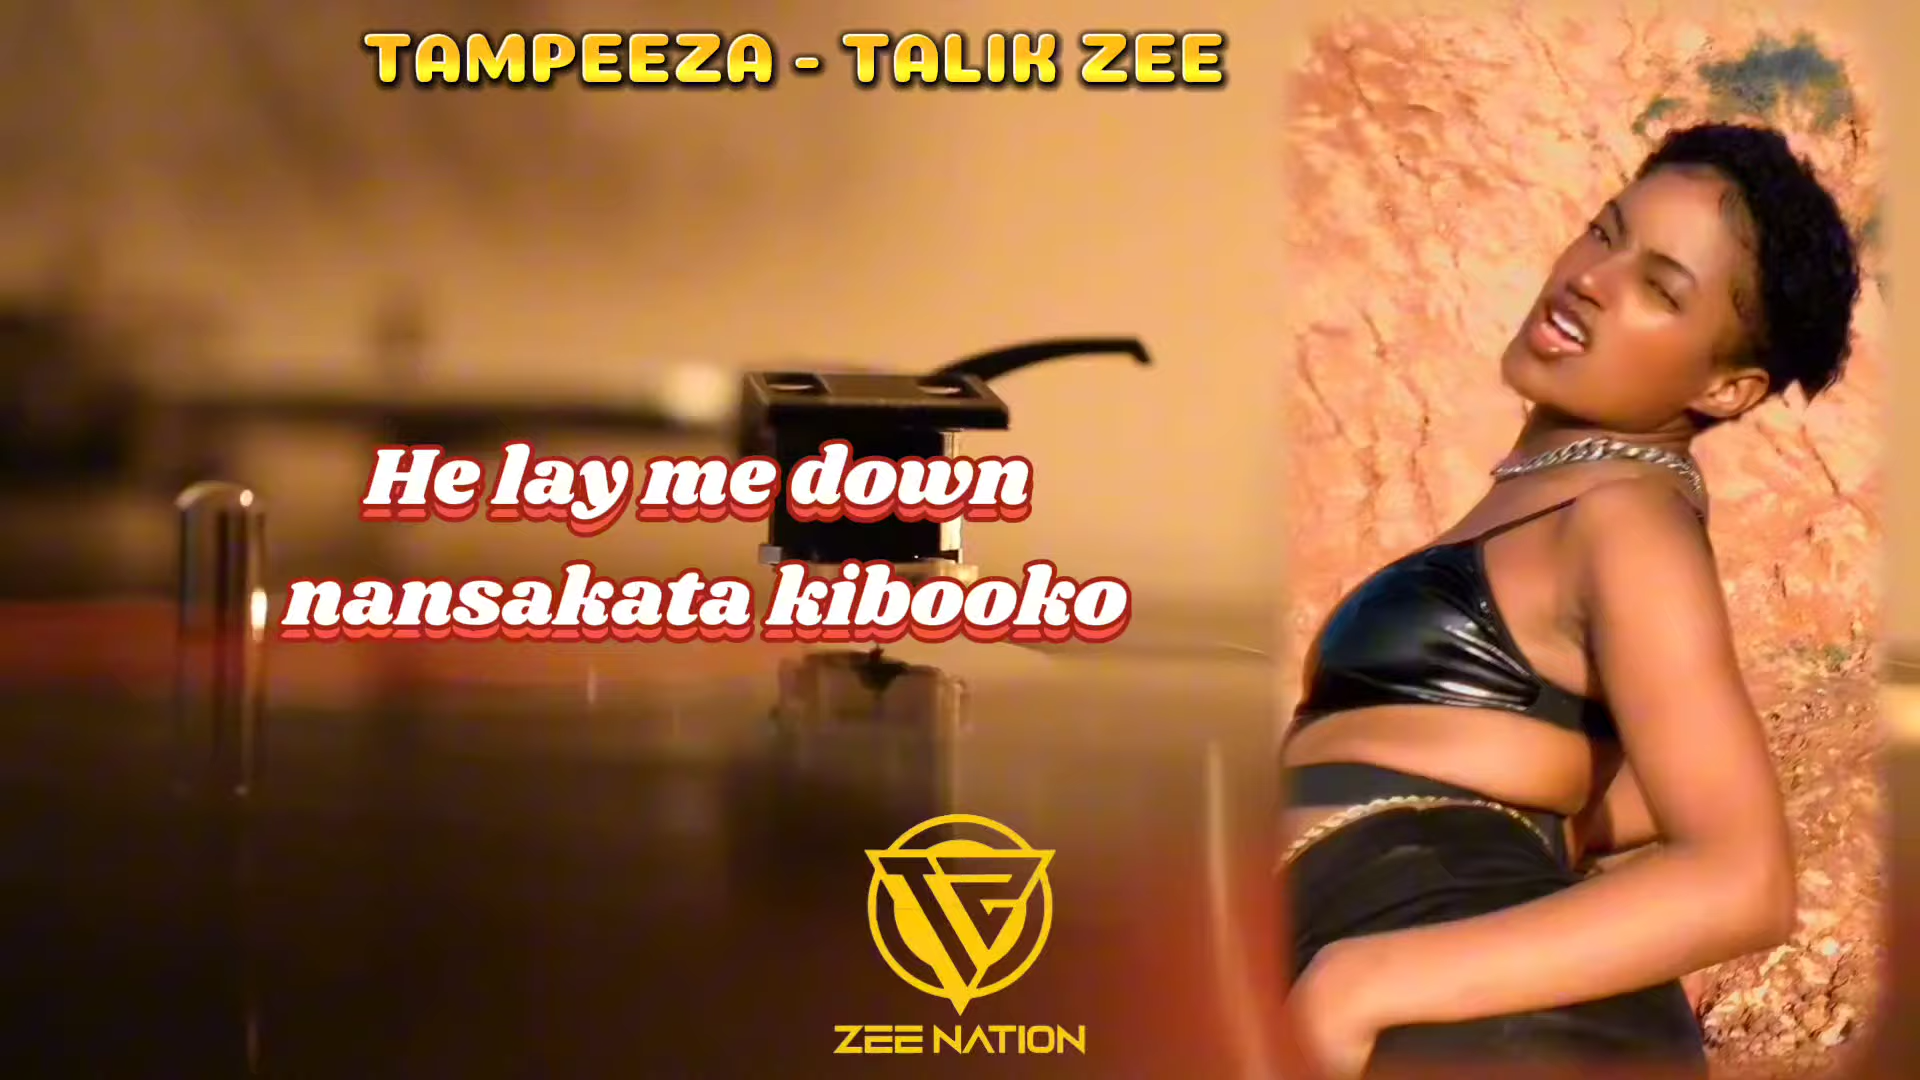 TAMPEEZA - TALIK ZEE
He lay me down
nansakata kibooko
ZEE NATION